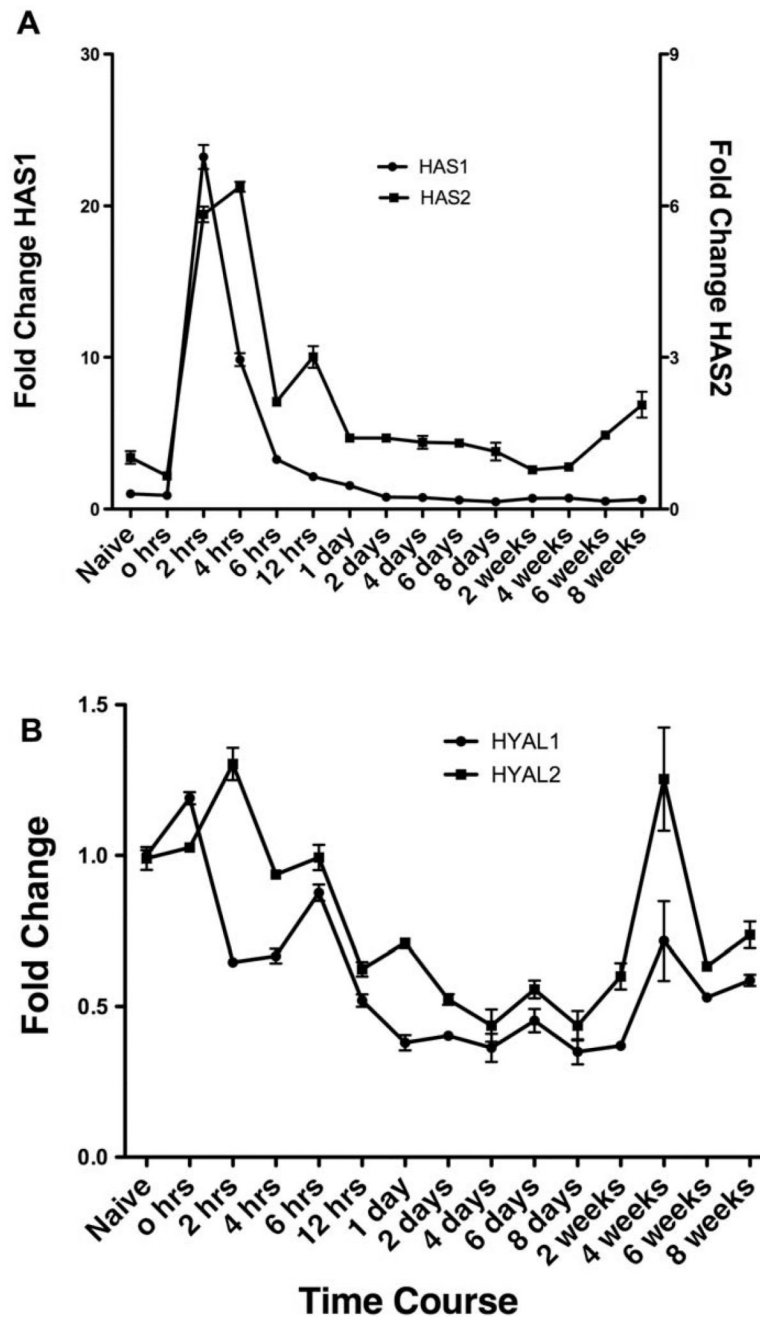 A
30
20
10
0
Fold Change HAS1
HAS1
HAS2
9
6
3
0
Fold Change HAS2
Naive
o hrs
2 hrs
4 hrs
6 hrs
12 hrs
1 day
2 days
4 days
6 days
8 days
2 weeks
4 weeks
6 weeks
8 weeks
B
1.5
1.0
0.5
0.0
Fold Change
HYAL1
HYAL2
Naive
o hrs
2 hrs
4 hrs
6 hrs
12 hrs
1 day
2 days
4 days
6 days
8 days
2 weeks
4 weeks
6 weeks
8 weeks
Time Course